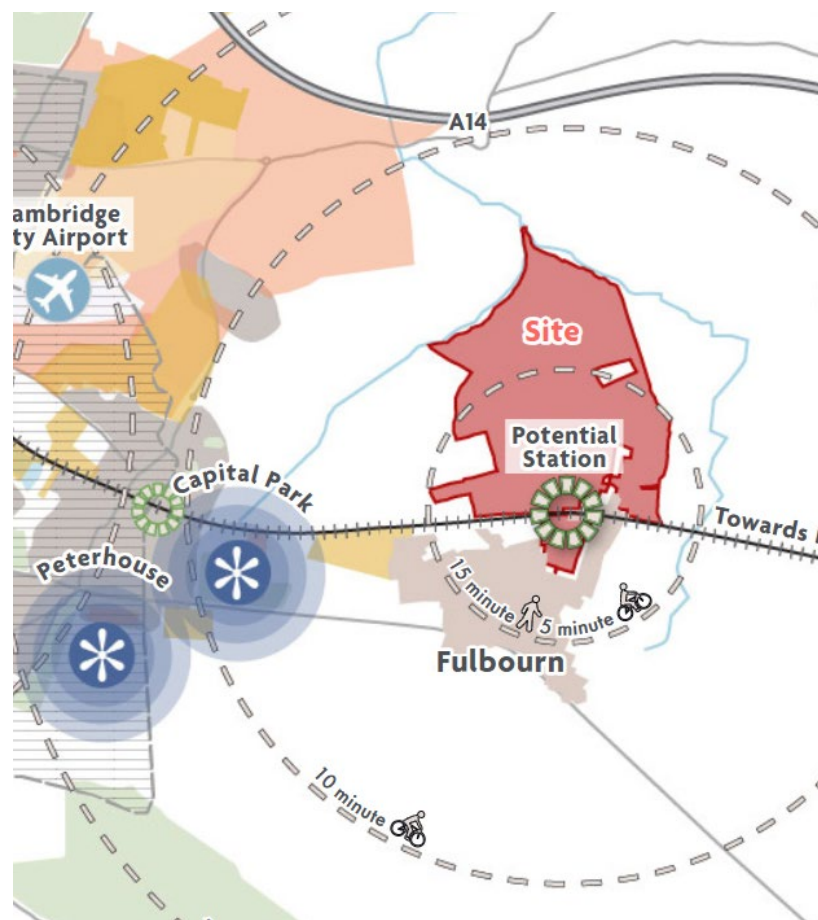 A14
ambridge
ty Airport
Site
Potential
Station
Capital Park
Towards
Peterhouse
15 minute
5 minute
Fulbourn
10 minute